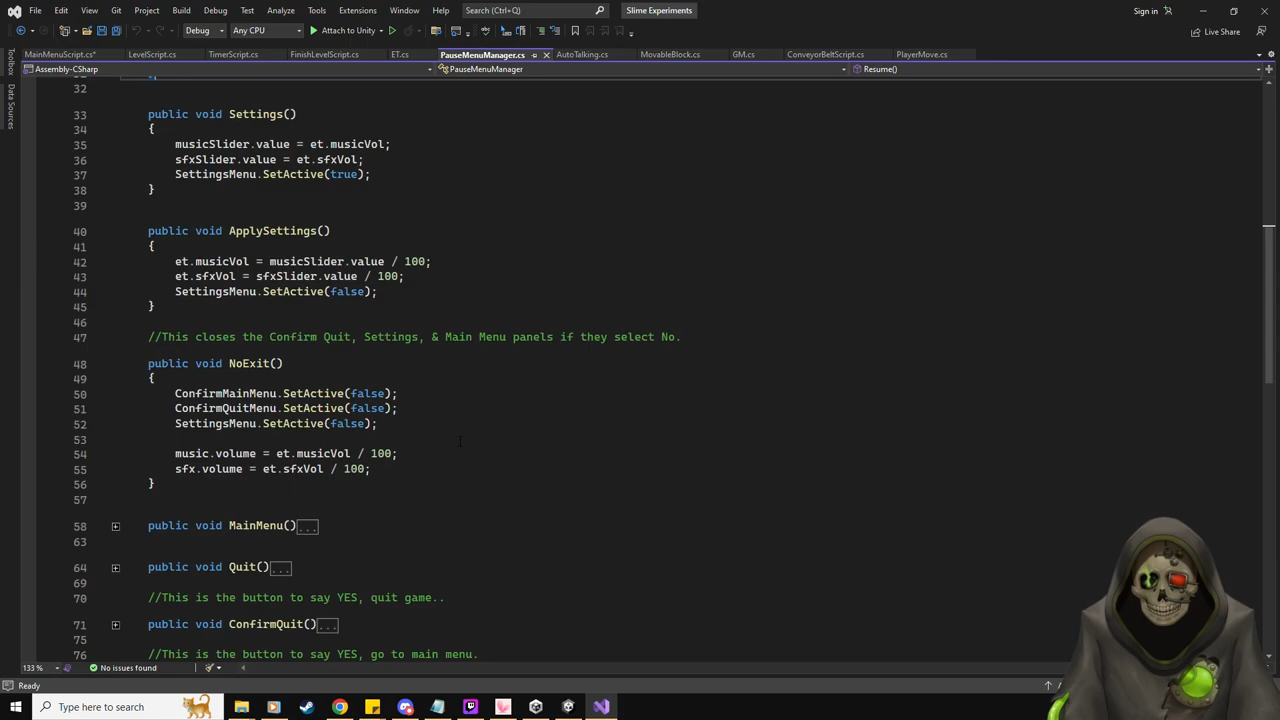 File Edit View Git Project Build Debug Test Analyze Tools Extensions Window Help Search (Ctrl+Q) Slime Experiments Sign in
Debug Any CPU Attach to Unity Live Share
MainMenuScript.cs* LevelScript.cs TimerScript.cs FinishLevelScript.cs ET.cs PauseMenuManager.cs AutoTalking.cs MovableBlock.cs GM.cs ConveyorBeltScript.cs PlayerMove.cs
Assembly-CSharp PauseMenuManager Resume()
Toolbox
Data Sources
32
33 public void Settings()
34 {
35 musicSlider.value = et.musicVol;
36 sfxSlider.value = et.sfxVol;
37 SettingsMenu.SetActive(true);
38 }
39
40 public void ApplySettings()
41 {
42 et.musicVol = musicSlider.value / 100;
43 et.sfxVol = sfxSlider.value / 100;
44 SettingsMenu.SetActive(false);
45 }
46
47 //This closes the Confirm Quit, Settings, & Main Menu panels if they select No.
48 public void NoExit()
49 {
50 ConfirmMainMenu.SetActive(false);
51 ConfirmQuitMenu.SetActive(false);
52 SettingsMenu.SetActive(false);
53
54 music.volume = et.musicVol / 100;
55 sfx.volume = et.sfxVol / 100;
56 }
57
58 public void MainMenu()...
63
64 public void Quit()...
69
70 //This is the button to say YES, quit game..
71 public void ConfirmQuit()...
75
76 //This is the button to say YES, go to main menu.
133 % No issues found
Ready
Type here to search